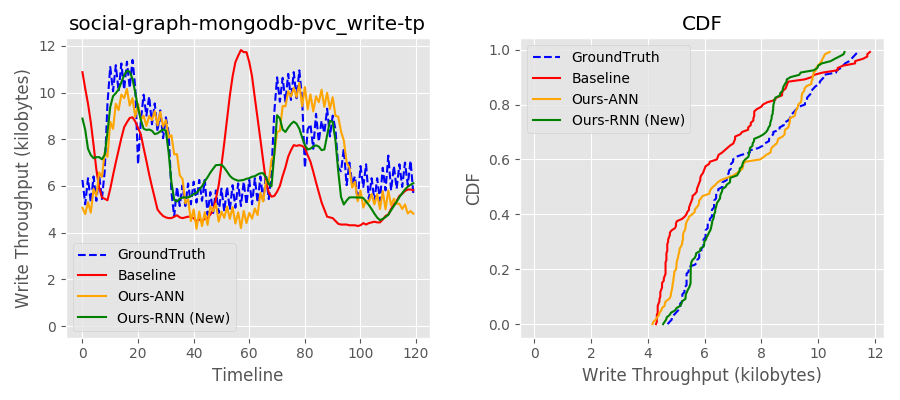 social-graph-mongodb-pvc_write-tp
Write Throughput (kilobytes)
12
10
8
6
4
2
0
GroundTruth
Baseline
Ours-ANN
Ours-RNN (New)
0 20 40 60 80 100 120
Timeline
CDF
CDF
1.0
0.8
0.6
0.4
0.2
0.0
GroundTruth
Baseline
Ours-ANN
Ours-RNN (New)
0 2 4 6 8 10 12
Write Throughput (kilobytes)